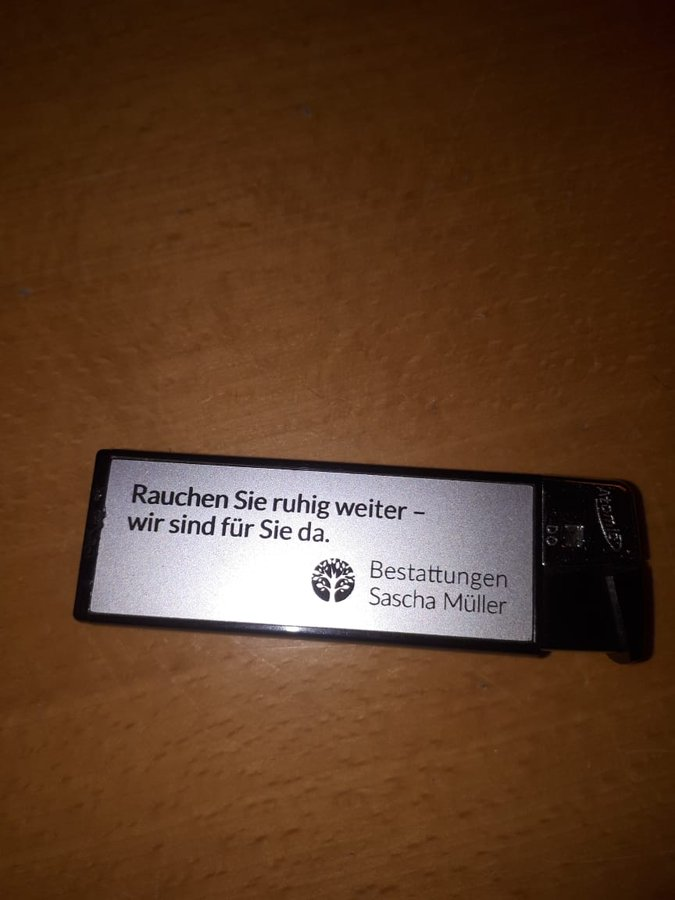 Rauchen Sie ruhig weiter –
wir sind für Sie da.
Bestattungen
Sascha Müller